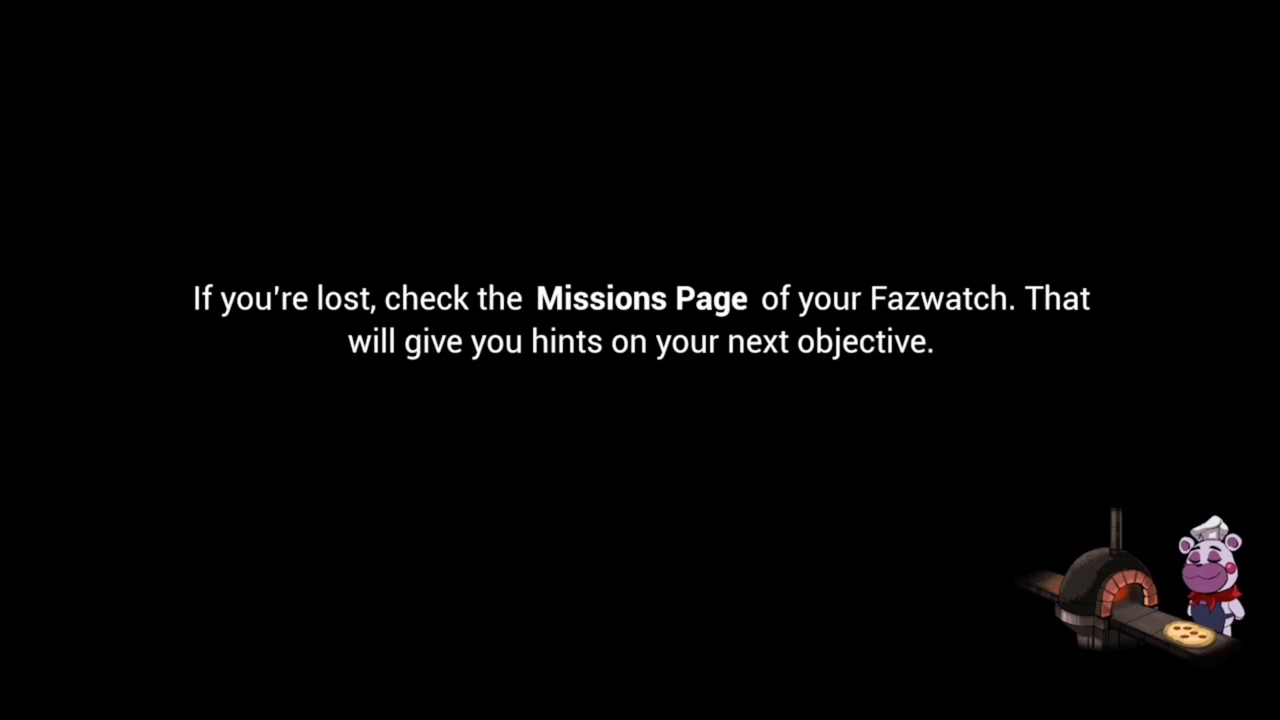 If you're lost, check the Missions Page of your Fazwatch. That
will give you hints on your next objective.